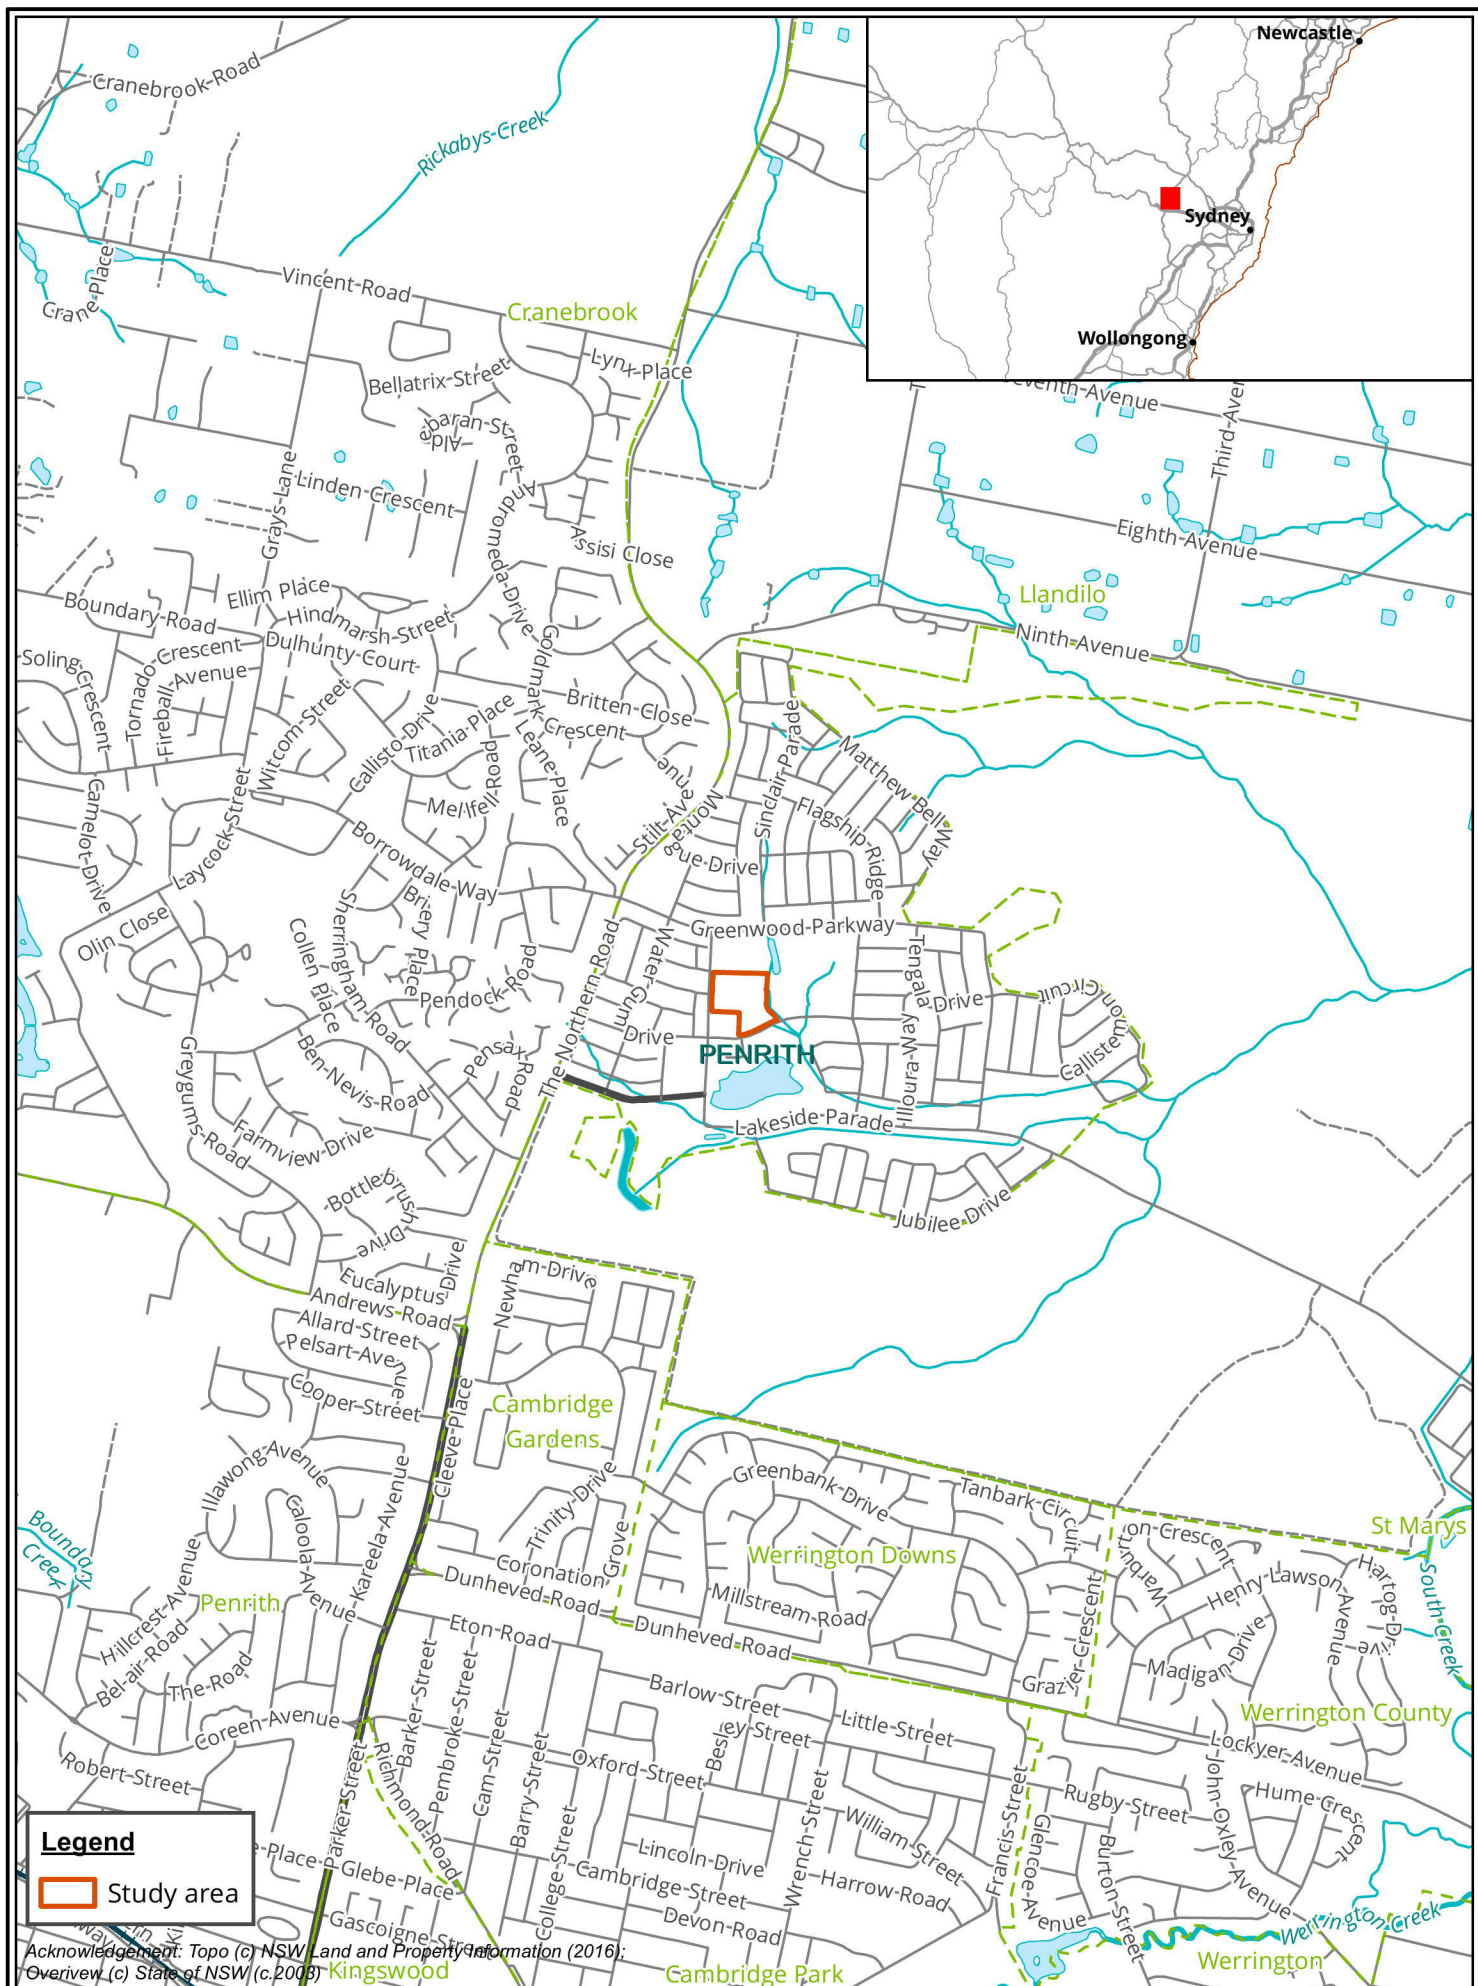 Cranebrook Road
Rickabys Creek
Newcastle
Sydney
Wollongong
Crane Place
Vincent Road
Cranebrook
Lynx Place
Bellatrix Street
Aldebaran Street
Seventh Avenue
Third Aven
Linden Crescent
Grays Lane
Andromeda Drive
Assisi Close
Eighth Avenue
Llandilo
Ellim Place
Boundary Road
Hindmarsh Street
Dulhunty Court
Ninth Avenue
Soling Crescent
Tornado Crescent
Fireball Avenue
Goldmark Crescent
Britten Close
Witcom Street
Callisto Drive
Titania Place
Leane Place
Mellfell Road
Stilt Avenue
Montague Drive
Sinclair Parade
Matthew Bell Way
Flagship Ridge
Camelot Drive
Laycock Street
Borrowdale Way
Briery Place
Sherringham Road
Collen Place
Olin Close
Pendock Road
The Northern Road
Water Gum Drive
Greenwood Parkway
Tengala Drive
Callistemon Circuit
Illoura Way
PENRITH
Greygums Road
Ben Nevis Road
Pensax Road
Farmview Drive
Lakeside Parade
Jubilee Drive
Bottlebrush Drive
Eucalyptus Drive
Newham Drive
Andrews Road
Allard Street
Pelsart Avenue
Cooper Street
Cleeve Place
Cambridge
Gardens
Illawong Avenue
Caloola Avenue
Kareela Avenue
Trinity Drive
Greenbank Drive
Tanbark Circuit
St Marys
Boundary
Creek
Coronation Grove
Werrington Downs
Warburton Crescent
Henry Lawson Avenue
Hartog Drive
South Creek
Dunheved Road
Millstream Road
Penrith
Hillcrest Avenue
Bel-air Road
The Road
Eton Road
Dunheved Road
Grazyer Crescent
Madigan Drive
Werrington County
Coreen Avenue
Barker Street
Pembroke Street
Cam Street
Barry Street
Barlow Street
Besley Street
Little Street
Lockyer Avenue
Robert Street
Parker Street
Richmond Road
Oxford Street
Wrench Street
William Street
Francis Street
Rugby Street
John Oxley Avenue
Hume Crescent
Glencoe Avenue
Burton Street
Legend
Study area
e Place
Glebe Place
College Street
Lincoln Drive
Cambridge Street
Harrow Road
Devon Road
Gascoigne Street
Werrington Creek
Werrington
Kingswood
Cambridge Park
Acknowledgement: Topo (c) NSW Land and Property Information (2016);
Overivew (c) State of NSW (c.2003)